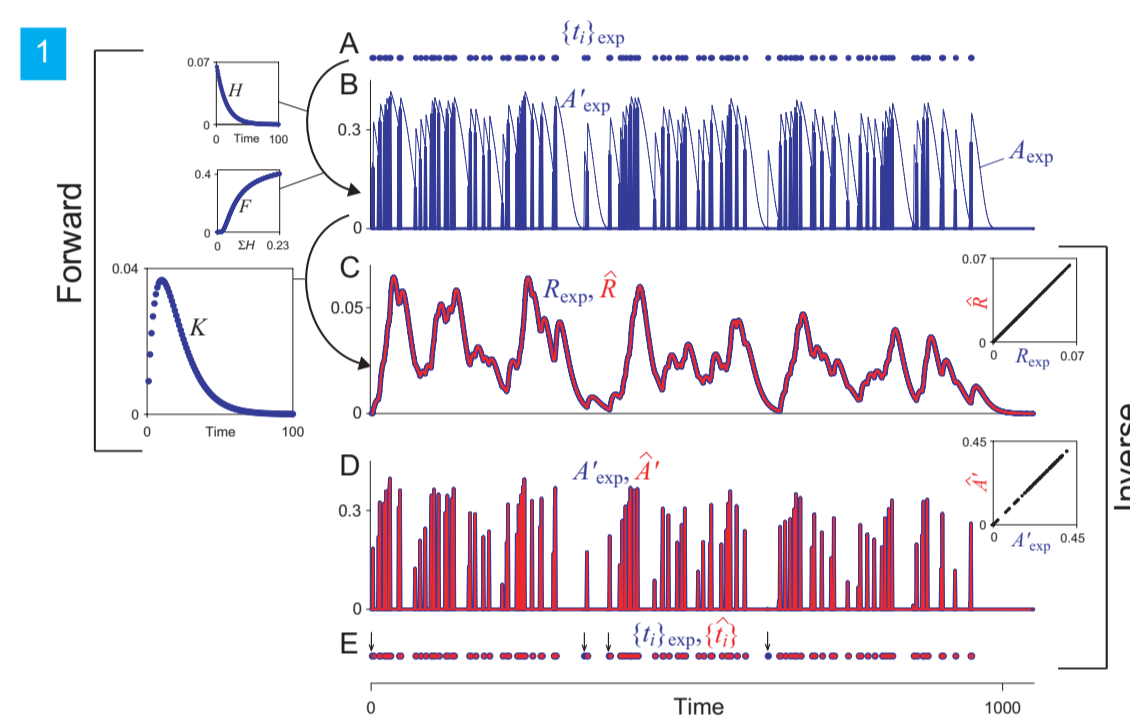 1
Forward
0.07
H
0
0
Time
100
0.4
F
0
0
ΣH
0.23
0.04
K
0
0
Time
100
A
{t_i}_exp
B
A′_exp
0.3
A_exp
0
C
R_exp, R̂
0.05
0
0.07
R̂
0
0
R_exp
0.07
D
A′_exp, Â′
0.3
0
0.45
Â′
0
0
A′_exp
0.45
E
{t_i}_exp, {t̂_i}
0
Time
1000
Inverse